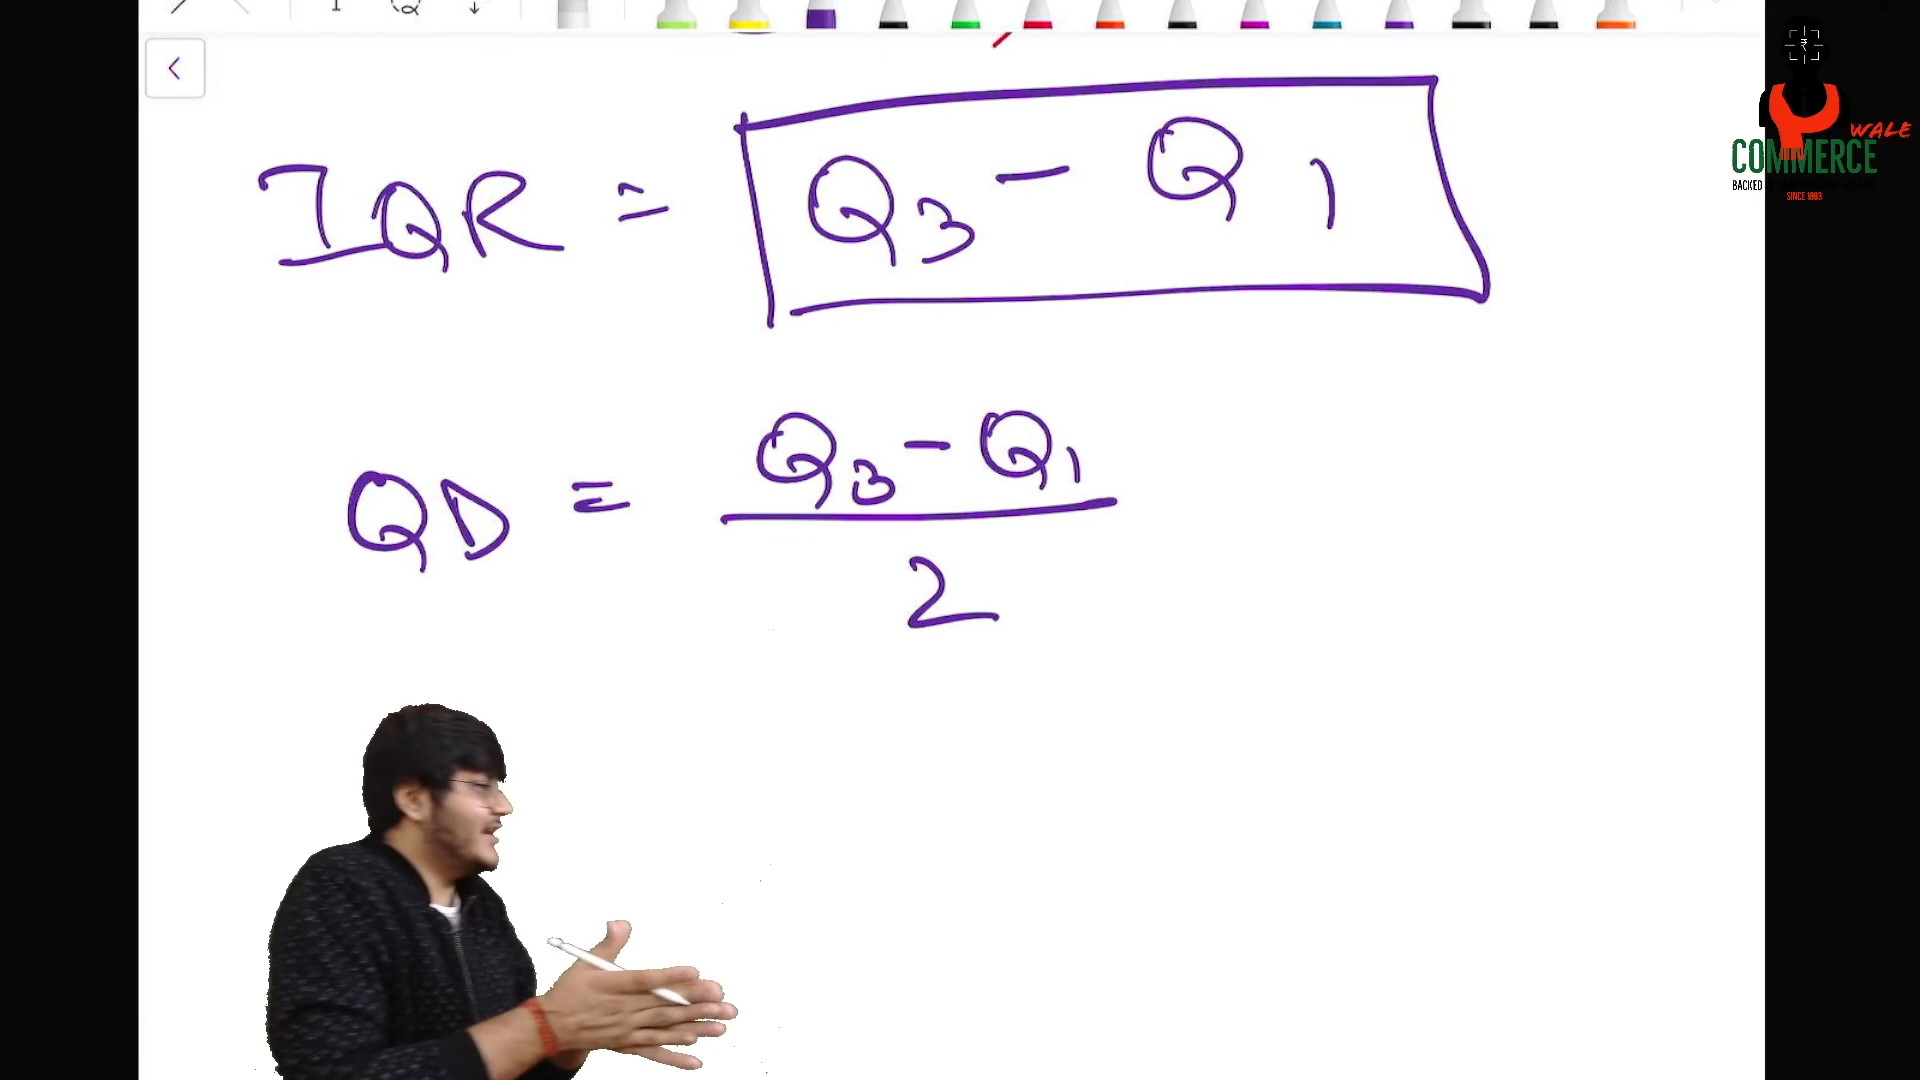 IQR = Q3 - Q1
QD = Q3 - Q1
2
WALE
COMMERCE
BACKED
SINCE 1993